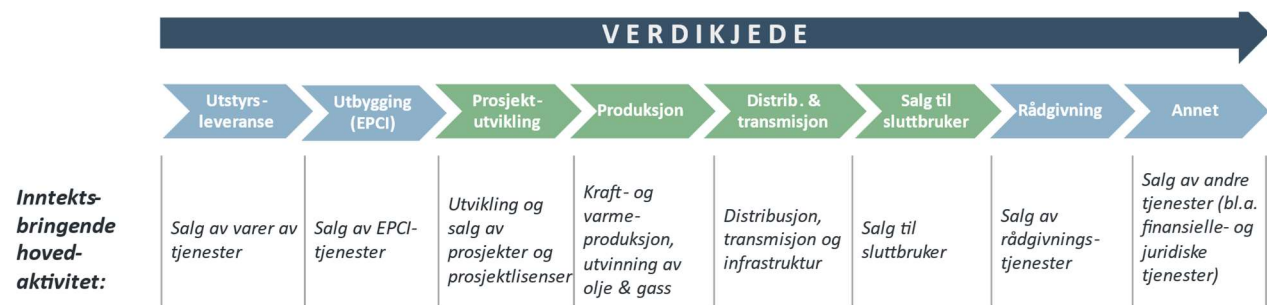 VERDIKJEDE
Utstyrs-
leveranse
Utbygging
(EPCI)
Prosjekt-
utvikling
Produksjon
Distrib. &
transmisjon
Salg til
sluttbruker
Rådgivning
Annet
Inntekts-
bringende
hoved-
aktivitet:
Salg av varer av
tjenester
Salg av EPCI-
tjenester
Utvikling og
salg av
prosjekter og
prosjektlisenser
Kraft- og
varme-
produksjon,
utvinning av
olje & gass
Distribusjon,
transmisjon og
infrastruktur
Salg til
sluttbruker
Salg av
rådgivnings-
tjenester
Salg av andre
tjenester (bl.a.
finansielle- og
juridiske
tjenester)